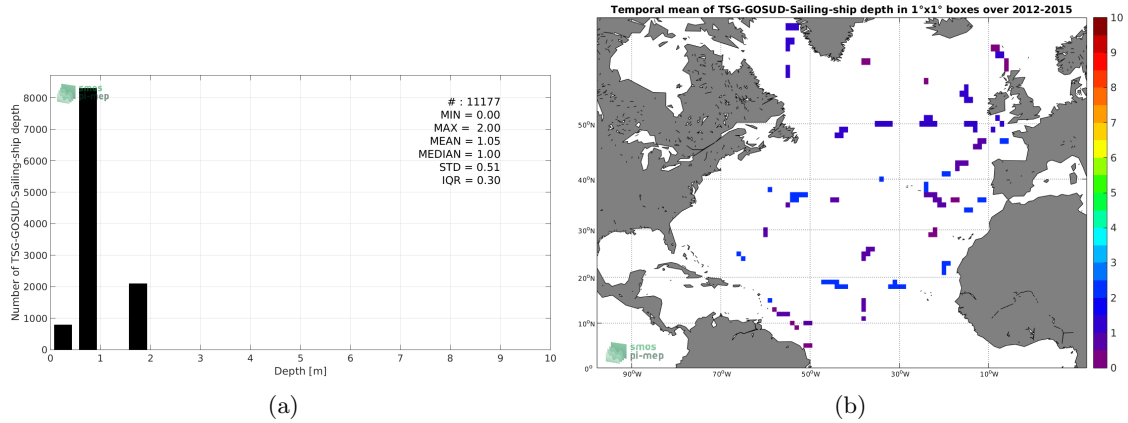 Temporal mean of TSG-GOSUD-Sailing-ship depth in 1°x1° boxes over 2012-2015
Number of TSG-GOSUD-Sailing-ship depth
8000
7000
6000
5000
4000
3000
2000
1000
0
smos
pi-mep
# : 11177
MIN = 0.00
MAX = 2.00
MEAN = 1.05
MEDIAN = 1.00
STD = 0.51
IQR = 0.30
0 1 2 3 4 5 6 7 8 9 10
Depth [m]
(a)
50°N
40°N
30°N
20°N
10°N
0°
90°W 70°W 50°W 30°W 10°W
smos
pi-mep
10
9
8
7
6
5
4
3
2
1
0
(b)